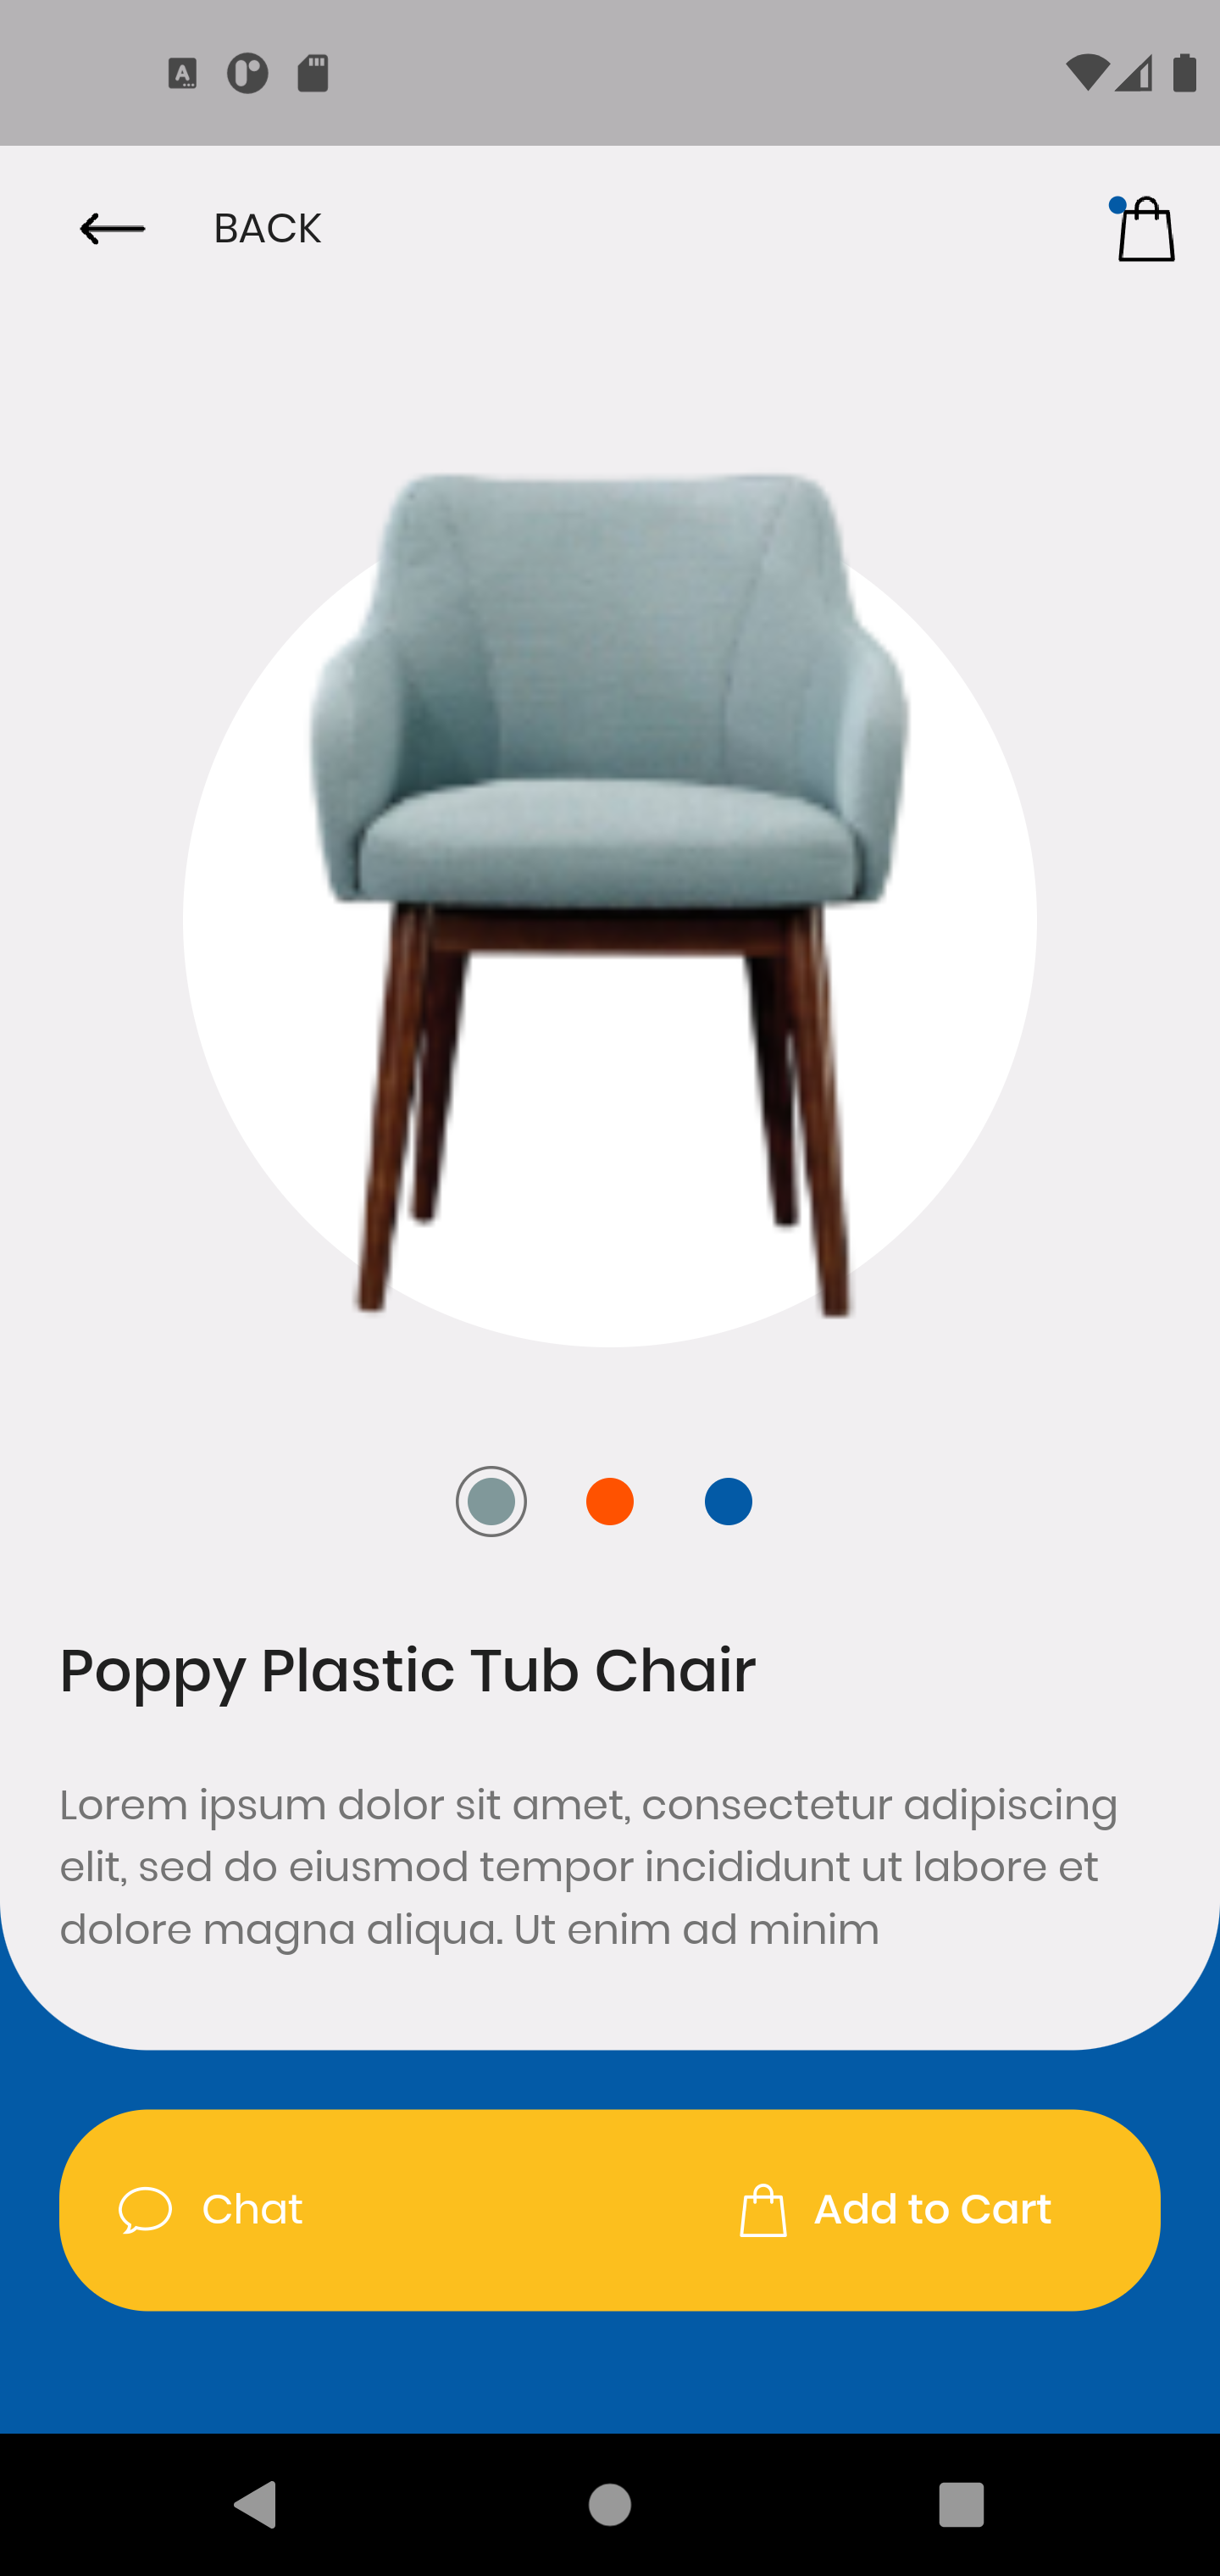 BACK
Poppy Plastic Tub Chair
Lorem ipsum dolor sit amet, consectetur adipiscing
elit, sed do eiusmod tempor incididunt ut labore et
dolore magna aliqua. Ut enim ad minim
Chat
Add to Cart